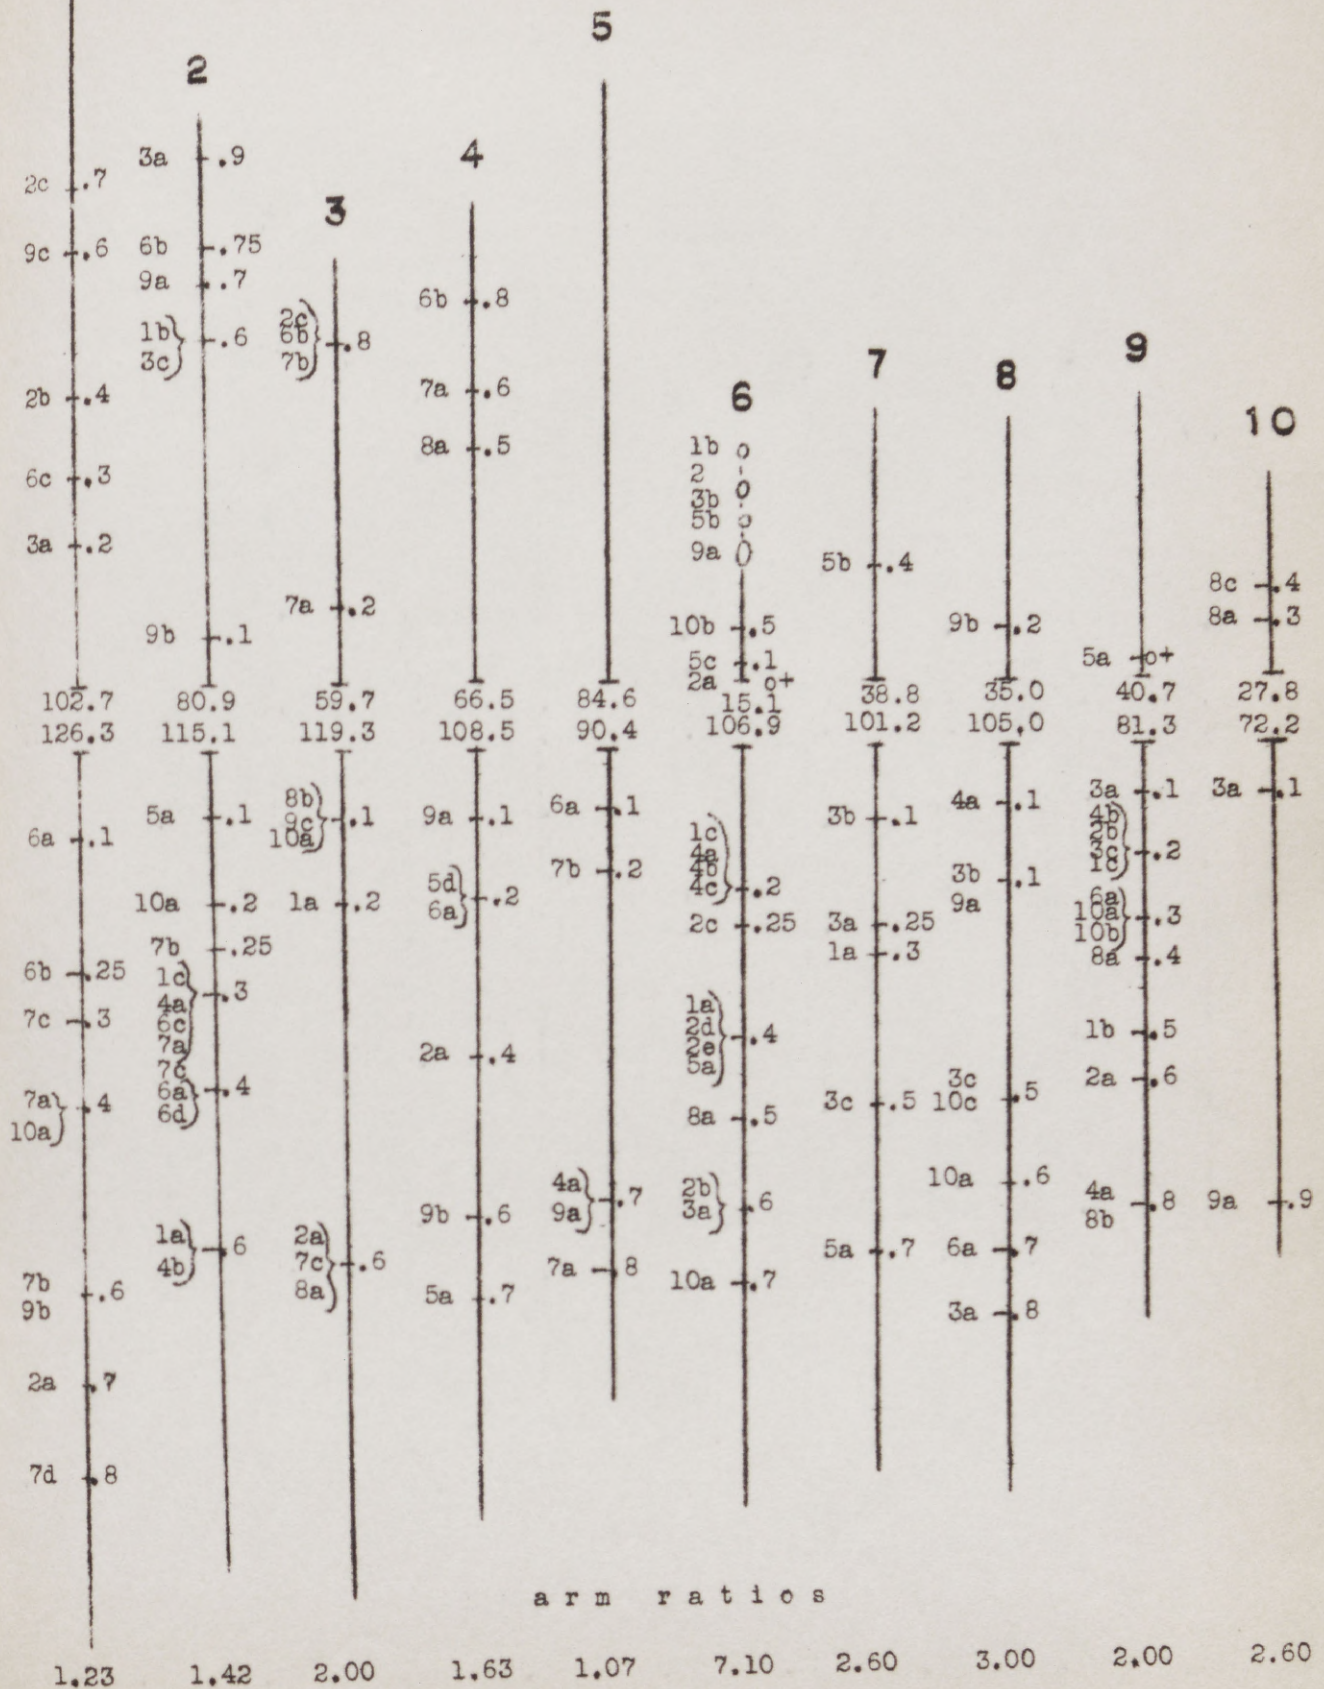 5
2
4
3
3a .9
2c .7
9c .6
6b .75
9a .7
6b .8
1b .6
3c
2c
6b .8
7b
9
7
8
6
10
2b .4
7a .6
8a .5
1b
2
3b
5b
9a
6c .3
3a .2
5b .4
8c .4
8a .3
7a .2
9b .1
10b .5
9b .2
5c .1
2a o+
5a o+
102.7 80.9 59.7 66.5 84.6 15.1 38.8 35.0 40.7 27.8
126.3 115.1 119.3 108.5 90.4 106.9 101.2 105.0 81.3 72.2
6a .1
6b .25
7c .3
7a .4
10a
7b .6
9b
2a .7
7d .8
5a .1
10a .2
7b .25
1c
4a .3
6c
7a
7c
6a .4
6d
1a .6
4b
8b
9c .1
10a
1a .2
2a
7c .6
8a
9a .1
5d .2
6a
2a .4
9b .6
5a .7
6a .1
7b .2
4a .7
9a
7a .8
1c
4a
4b
4c .2
2c .25
1a
2d .4
2e
5a
8a .5
2b .6
3a
10a .7
3b .1
3a .25
1a .3
3c .5
5a .7
4a .1
3b .1
9a
3c .5
10c
10a .6
6a .7
3a .8
3a .1
4b
2b
3c .2
1c
6a
10a .3
10b
8a .4
1b .5
2a .6
4a .8
8b
3a .1
9a .9
arm ratios
1.23 1.42 2.00 1.63 1.07 7.10 2.60 3.00 2.00 2.60